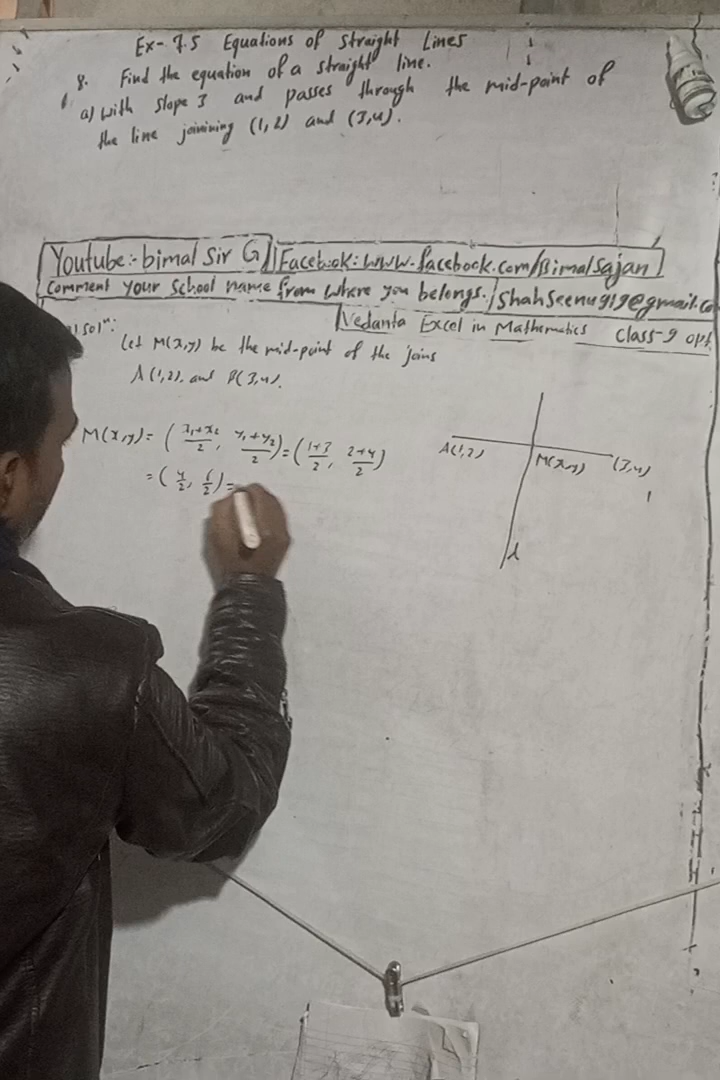 Ex- 7.5 Equations of Straight Lines
8. Find the equation of a straight line.
a) with slope 3 and passes through the mid-point of
the line joinining (1,2) and (3,4).
Youtube:- bimal Sir G Facebook: www.facebook.com/Bimalsajan
Comment your School name from where you belongs. / Shahseenu919@gmail.co
Vedanta Excel in Mathematics Class-9 opt
solⁿ:
Let M(x,y) be the mid-point of the joins
A(1,2) and B(3,4).
M(x,y) = (x₁+x₂/2, y₁+y₂/2) = (1+3/2, 2+4/2)
= (4/2, 6/2) =
A(1,2) M(x,y) (3,4)